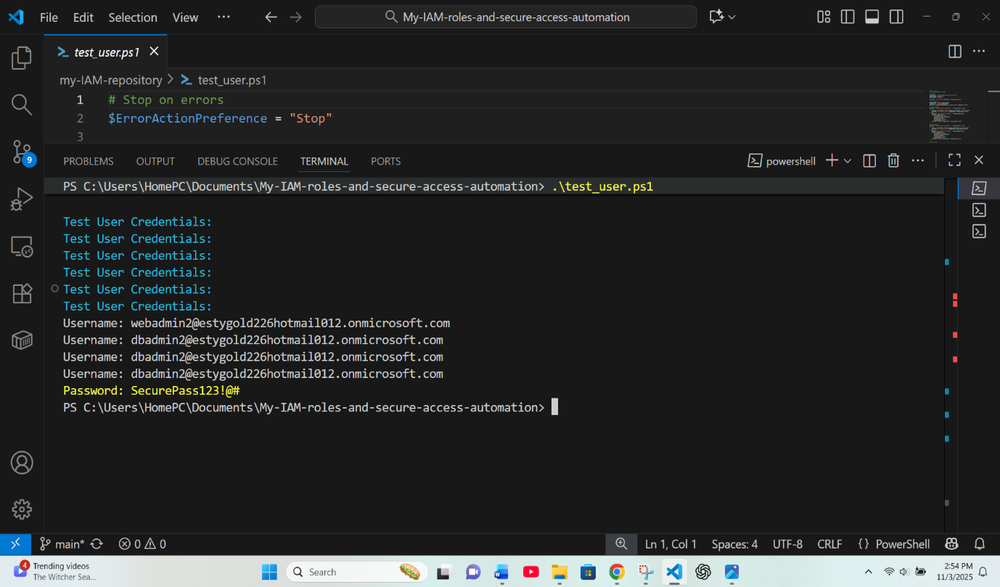 File Edit Selection View ··· My-IAM-roles-and-secure-access-automation
test_user.ps1
my-IAM-repository > test_user.ps1
1 # Stop on errors
2 $ErrorActionPreference = "Stop"
3
9
PROBLEMS OUTPUT DEBUG CONSOLE TERMINAL PORTS powershell
PS C:\Users\HomePC\Documents\My-IAM-roles-and-secure-access-automation> .\test_user.ps1
Test User Credentials:
Test User Credentials:
Test User Credentials:
Test User Credentials:
Test User Credentials:
Test User Credentials:
Username: webadmin2@estygold226hotmail012.onmicrosoft.com
Username: dbadmin2@estygold226hotmail012.onmicrosoft.com
Username: dbadmin2@estygold226hotmail012.onmicrosoft.com
Username: dbadmin2@estygold226hotmail012.onmicrosoft.com
Password: SecurePass123!@#
PS C:\Users\HomePC\Documents\My-IAM-roles-and-secure-access-automation>
main* 0 0 Ln 1, Col 1 Spaces: 4 UTF-8 CRLF {} PowerShell
4 Trending videos
The Witcher Sea...
Search
2:54 PM
11/3/2025